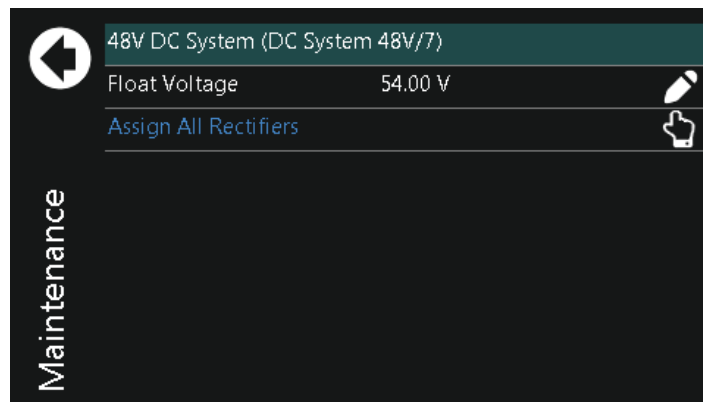 48V DC System (DC System 48V/7)
Float Voltage 54.00 V
Assign All Rectifiers
Maintenance